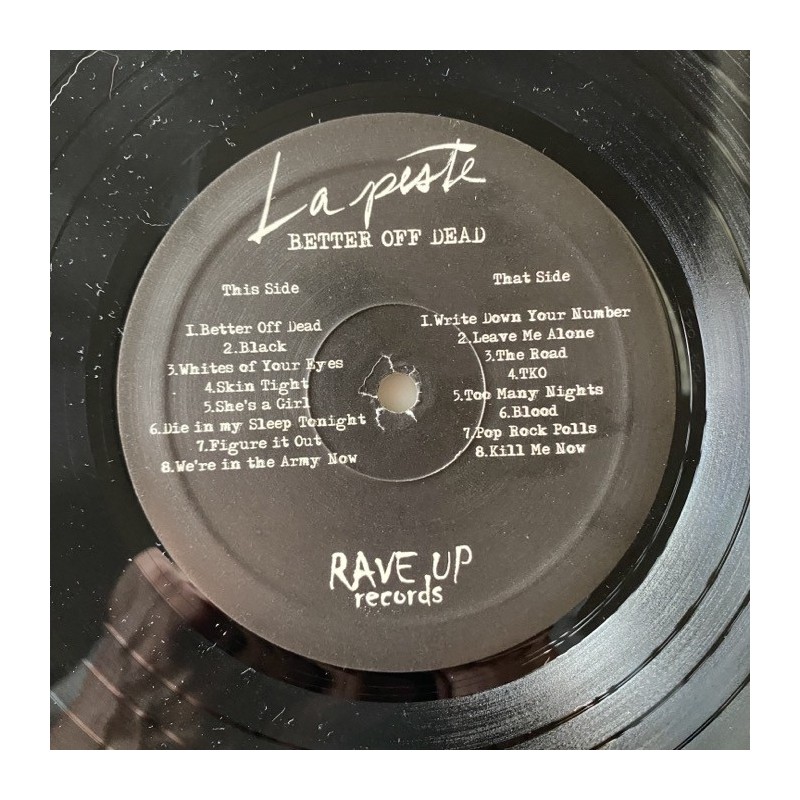 La peste
BETTER OFF DEAD
This Side
1.Better Off Dead
2.Black
3.Whites of Your Eyes
4.Skin Tight
5.She's a Girl
6.Die in my Sleep Tonight
7.Figure it Out
8.We're in the Army Now
That Side
1.Write Down Your Number
2.Leave Me Alone
3.The Road
4.TKO
5.Too Many Nights
6.Blood
7.Pop Rock Polls
8.Kill Me Now
RAVE UP
records